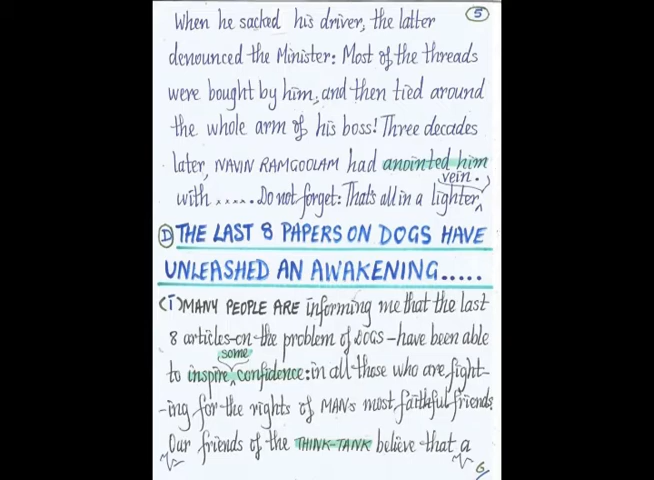 5
When he sacked his driver, the latter
denounced the Minister: Most of the threads
were bought by him, and then tied around
the whole arm of his boss! Three decades
later, NAVIN RAMGOOLAM had anointed him
vein.
with ..... Do not forget: That's all in a lighter
D THE LAST 8 PAPERS ON DOGS HAVE
UNLEASHED AN AWAKENING.....
(i) MANY PEOPLE ARE informing me that the last
8 articles-on-the problem of DOGS-have been able
some
to inspire confidence: in all those who are fight-
-ing for the rights of MAN's most faithful friends.
Our friends of the THINK-TANK believe that a
6